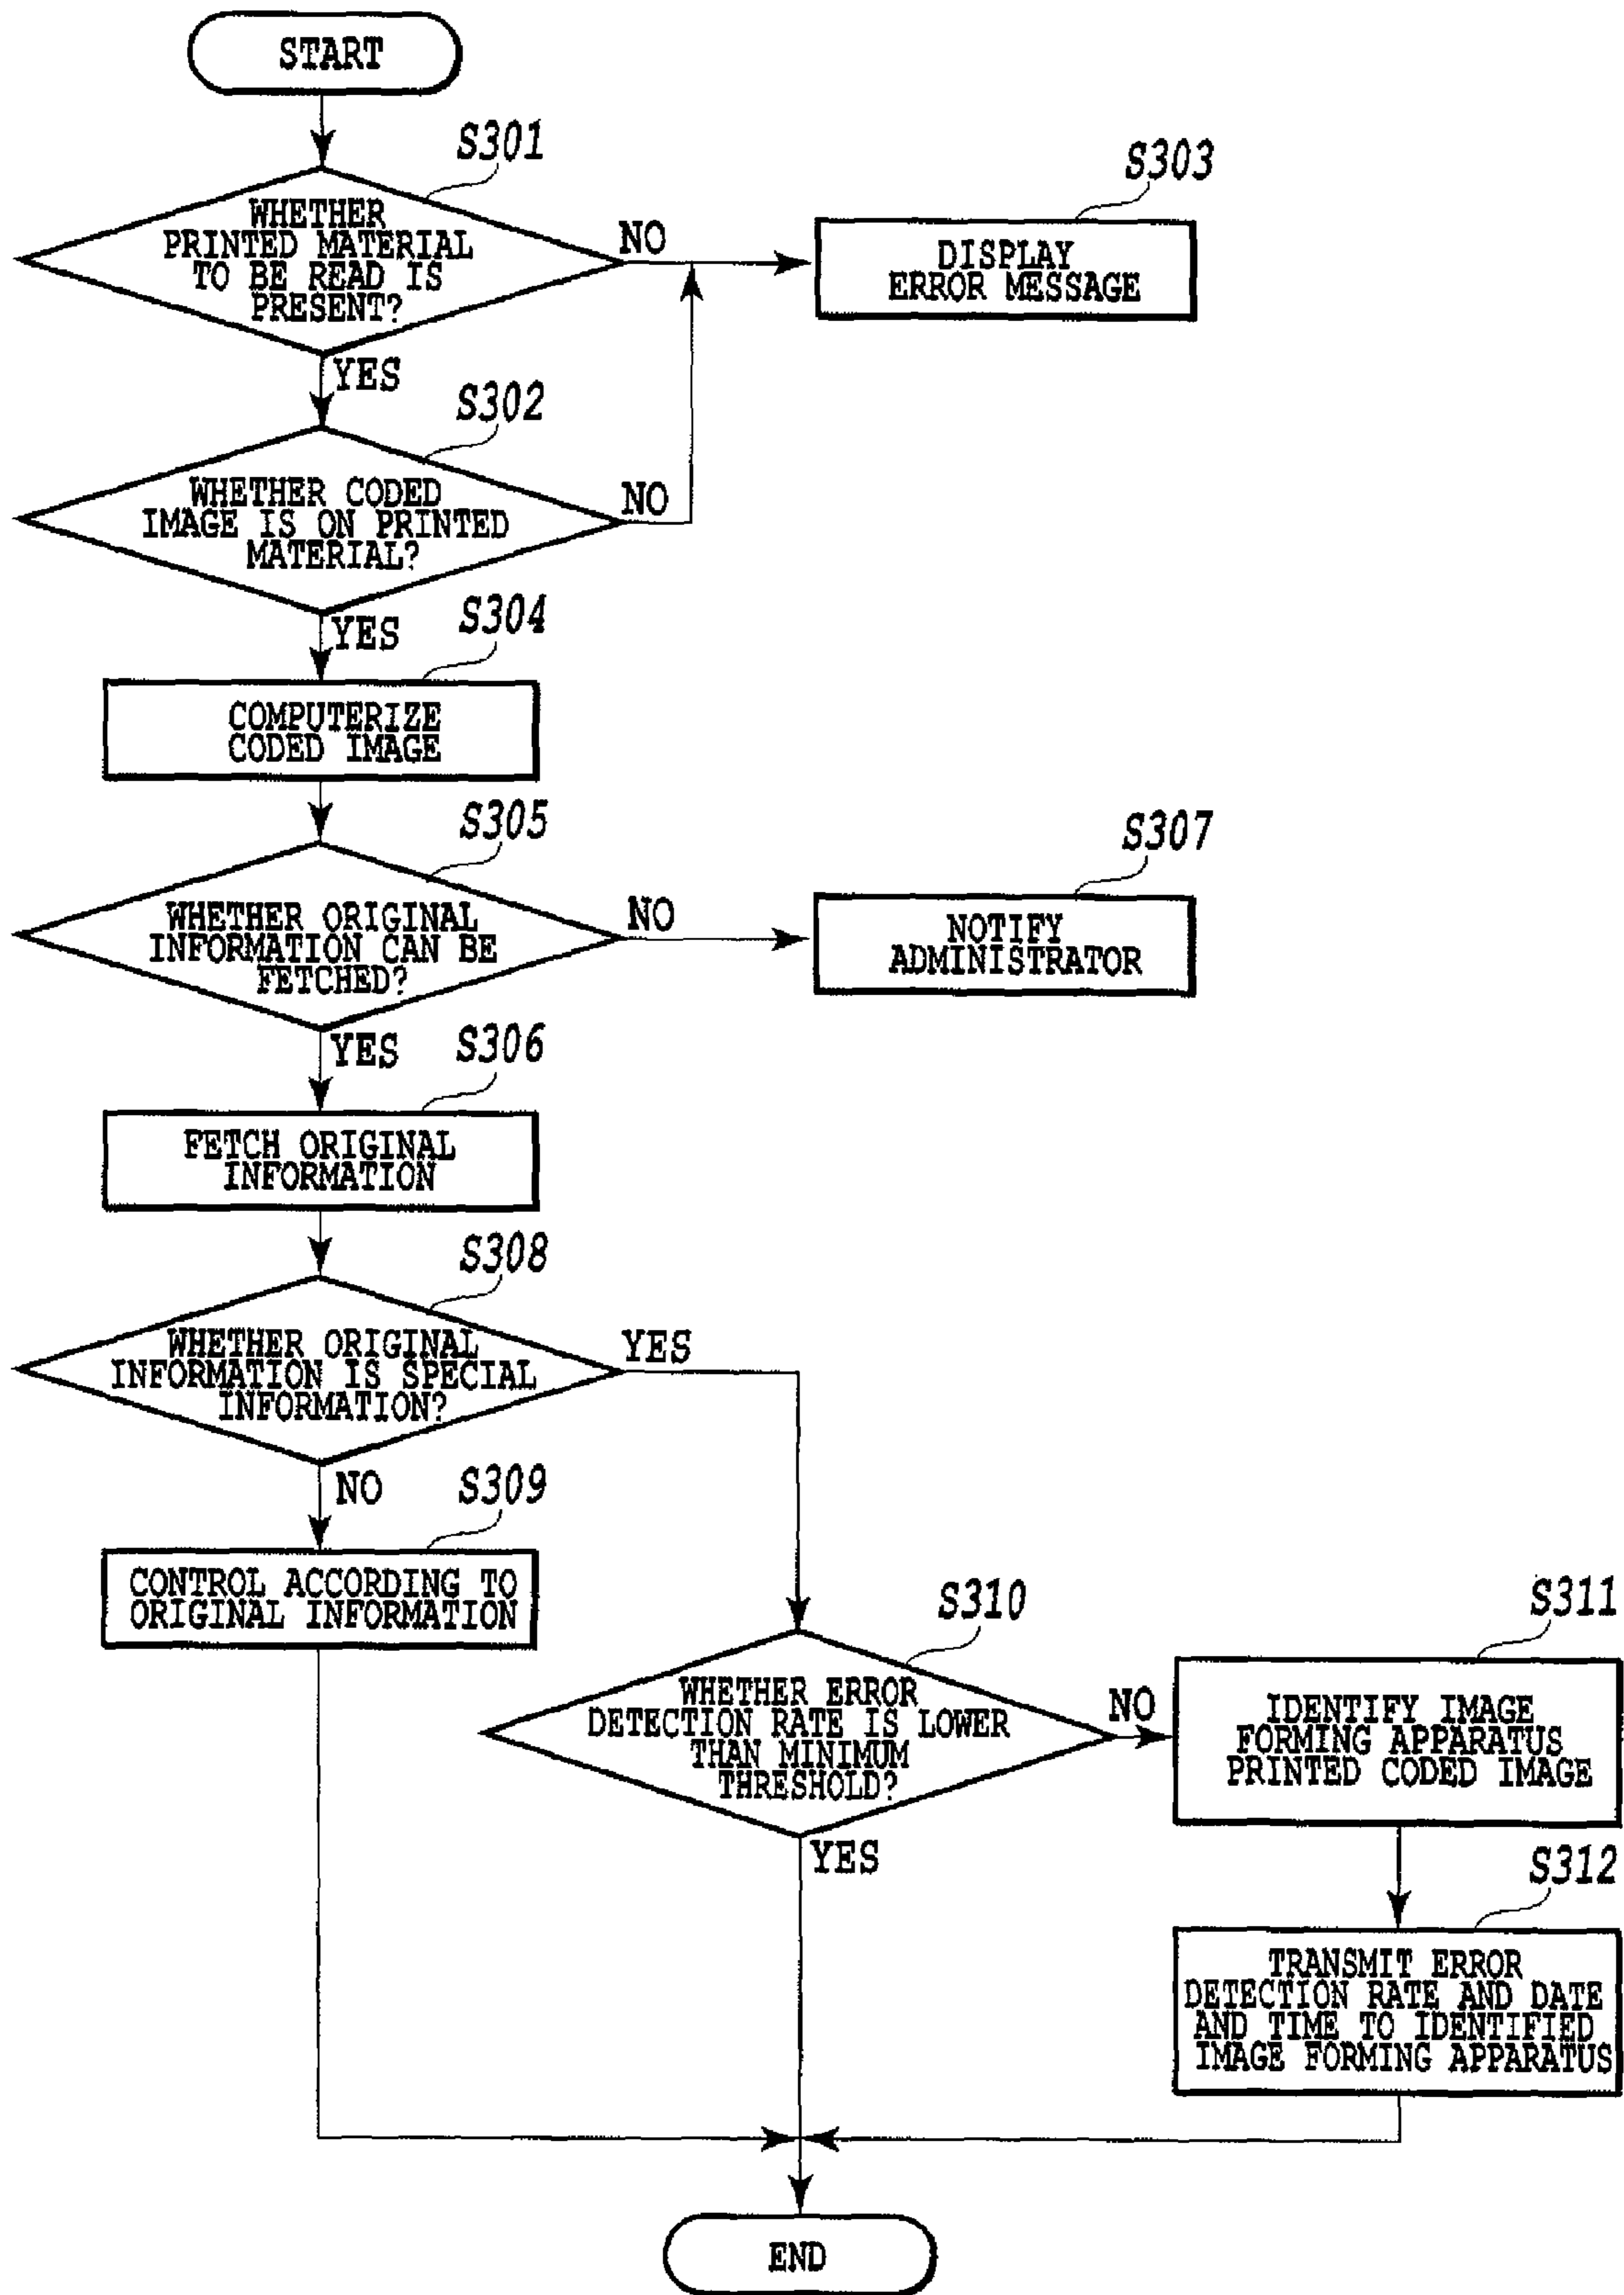 START
S301
WHETHER
PRINTED MATERIAL
TO BE READ IS
PRESENT?
NO
S303
DISPLAY
ERROR MESSAGE
YES
S302
WHETHER CODED
IMAGE IS ON PRINTED
MATERIAL?
NO
YES
S304
COMPUTERIZE
CODED IMAGE
S305
WHETHER ORIGINAL
INFORMATION CAN BE
FETCHED?
NO
S307
NOTIFY
ADMINISTRATOR
YES
S306
FETCH ORIGINAL
INFORMATION
S308
WHETHER ORIGINAL
INFORMATION IS SPECIAL
INFORMATION?
YES
NO
S309
CONTROL ACCORDING TO
ORIGINAL INFORMATION
S310
WHETHER ERROR
DETECTION RATE IS LOWER
THAN MINIMUM
THRESHOLD?
NO
S311
IDENTIFY IMAGE
FORMING APPARATUS
PRINTED CODED IMAGE
YES
S312
TRANSMIT ERROR
DETECTION RATE AND DATE
AND TIME TO IDENTIFIED
IMAGE FORMING APPARATUS
END